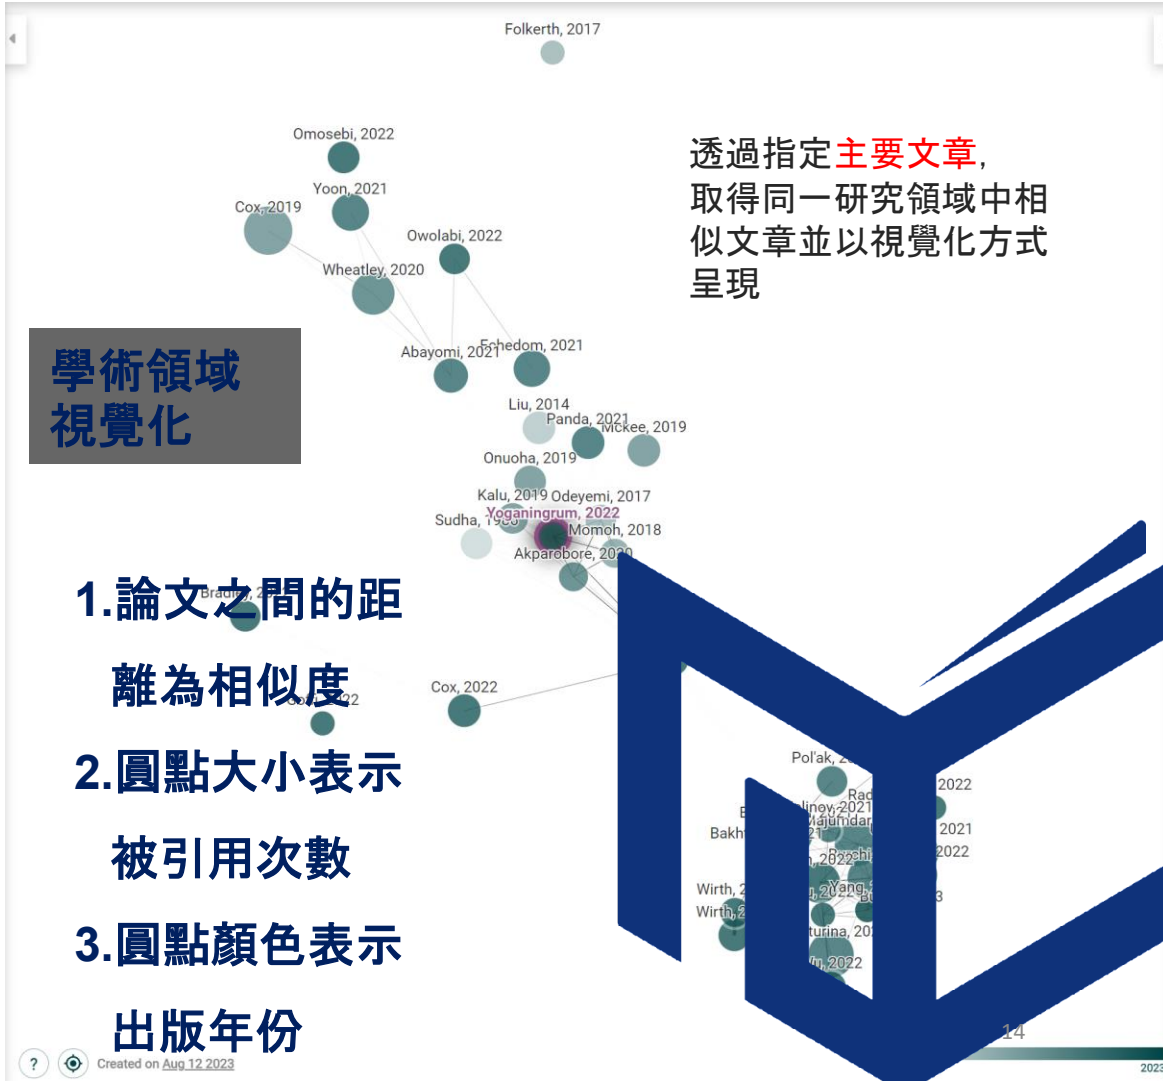 Folkerth, 2017
Omosebi, 2022
Yoon, 2021
Cox, 2019
Owolabi, 2022
Wheatley, 2020
透過指定主要文章,
取得同一研究領域中相
似文章並以視覺化方式
呈現
學術領域
視覺化
Abayomi, 2021
Echedom, 2021
Liu, 2014
Panda, 2021
Mckee, 2019
Onuoha, 2019
Kalu, 2019
Odeyemi, 2017
Yoganingrum, 2022
Sudha,
Momoh, 2018
Akparobore, 2020
1.論文之間的距
離為相似度
2.圓點大小表示
被引用次數
3.圓點顏色表示
出版年份
Cox, 2022
Pol'ak,
2022
2021
2022
Wirth,
Wirth,
Yang,
2022
14
Created on Aug 12 2023
2023